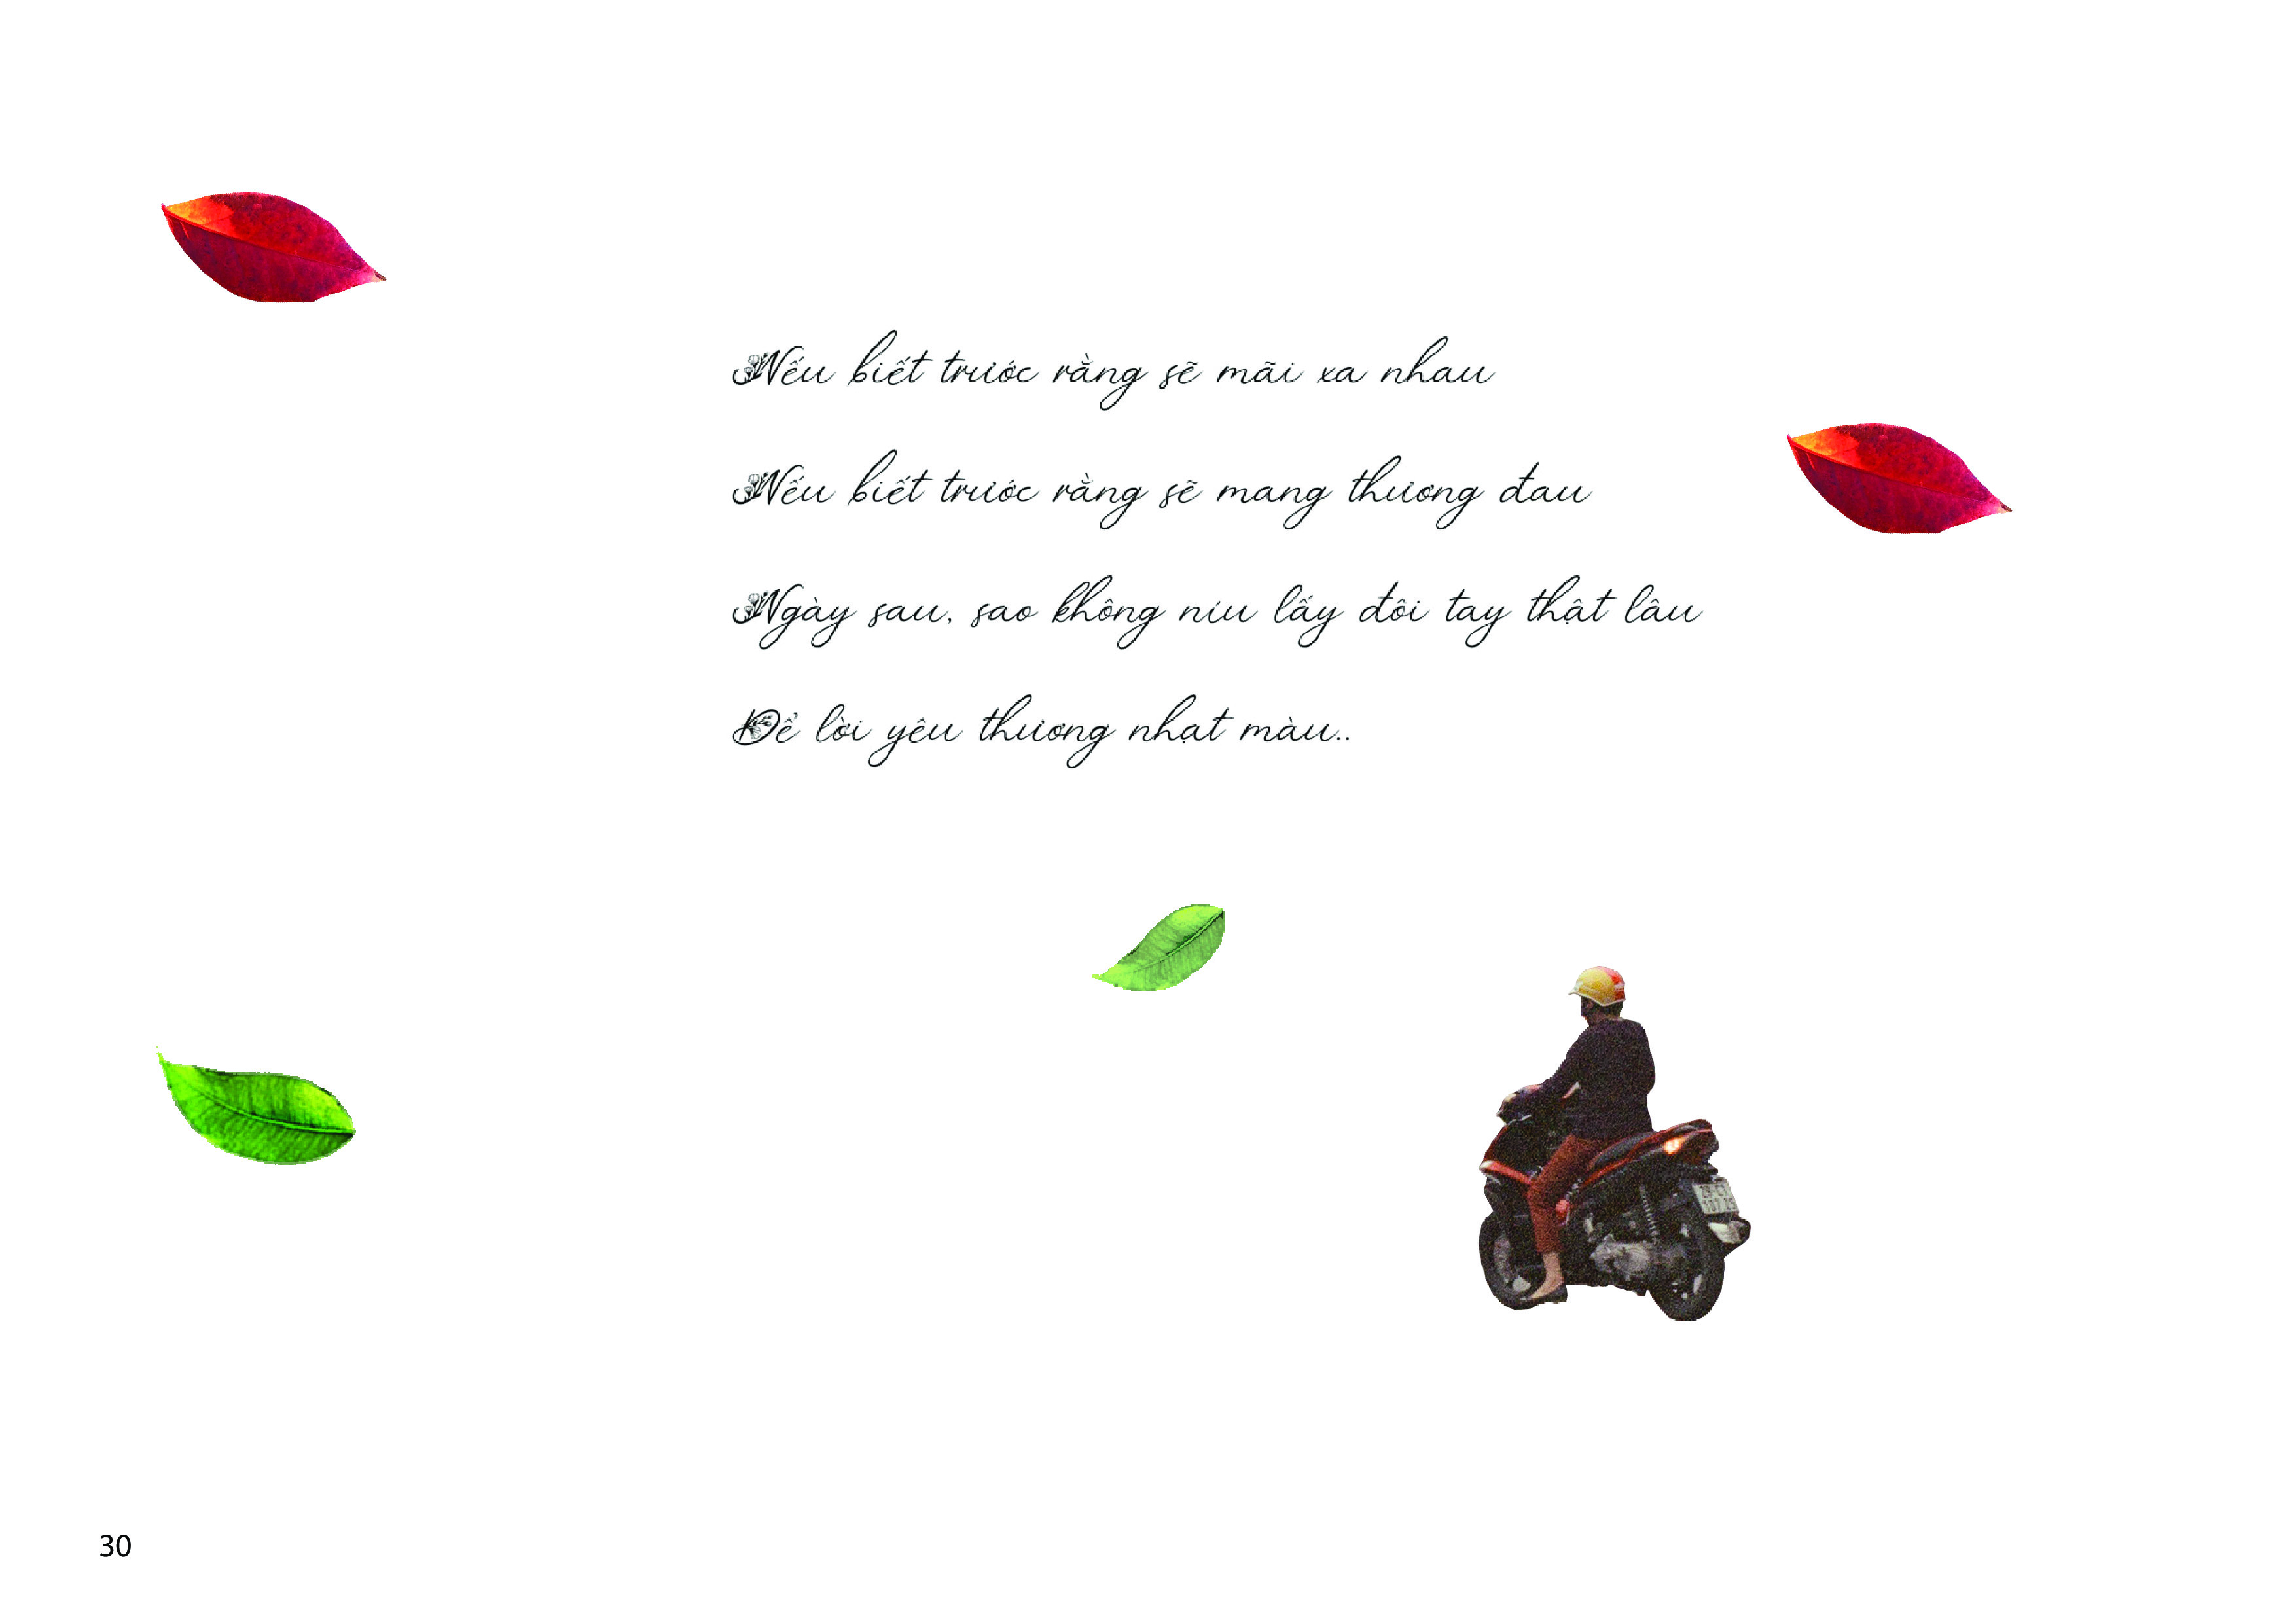 Nếu biết trước rằng sẽ mãi xa nhau
Nếu biết trước rằng sẽ mang thương đau
Ngày sau, sao không níu lấy đôi tay thật lâu
Để lời yêu thương nhạt màu..
30